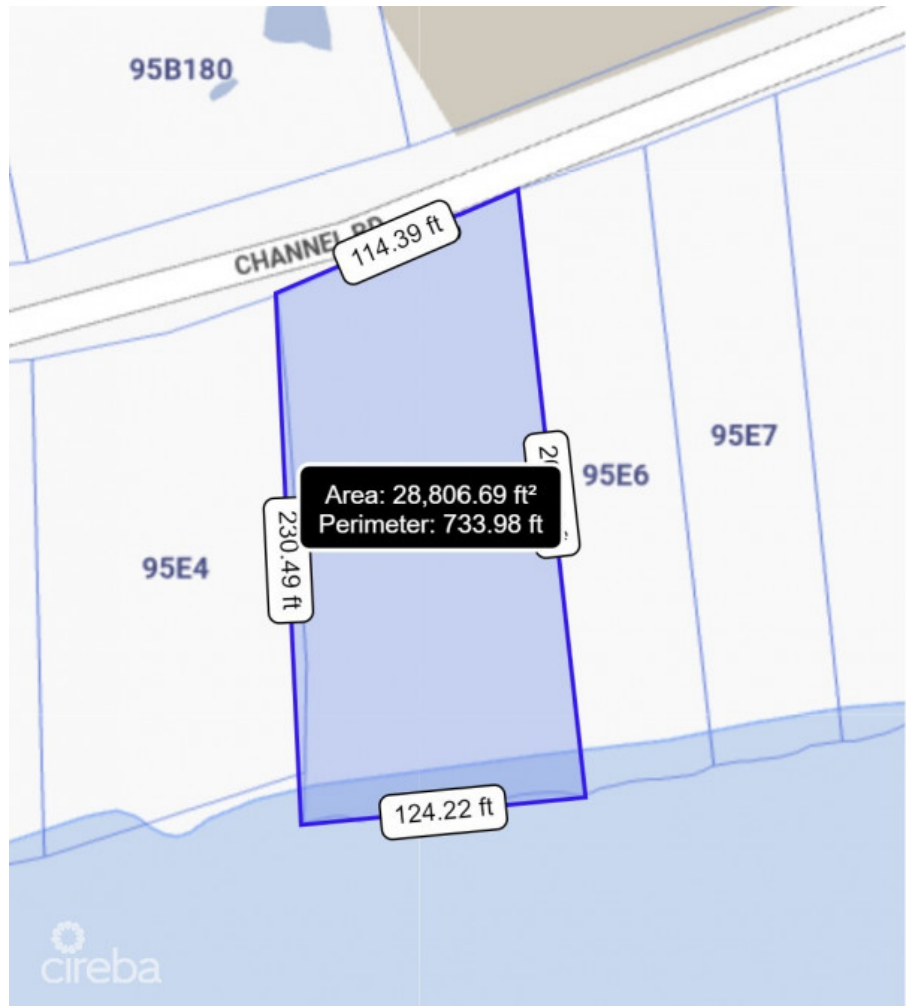 95B180
CHANNEL RD
114.39 ft
95E7
95E6
Area: 28,806.69 ft²
Perimeter: 733.98 ft
230.49 ft
95E4
124.22 ft
cireba